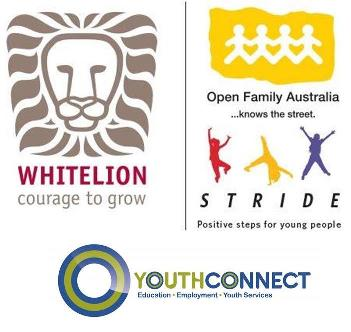 WHITELION
courage to grow
Open Family Australia
...knows the street.
STRIDE
Positive steps for young people
YOUTHCONNECT
Education • Employment • Youth Services